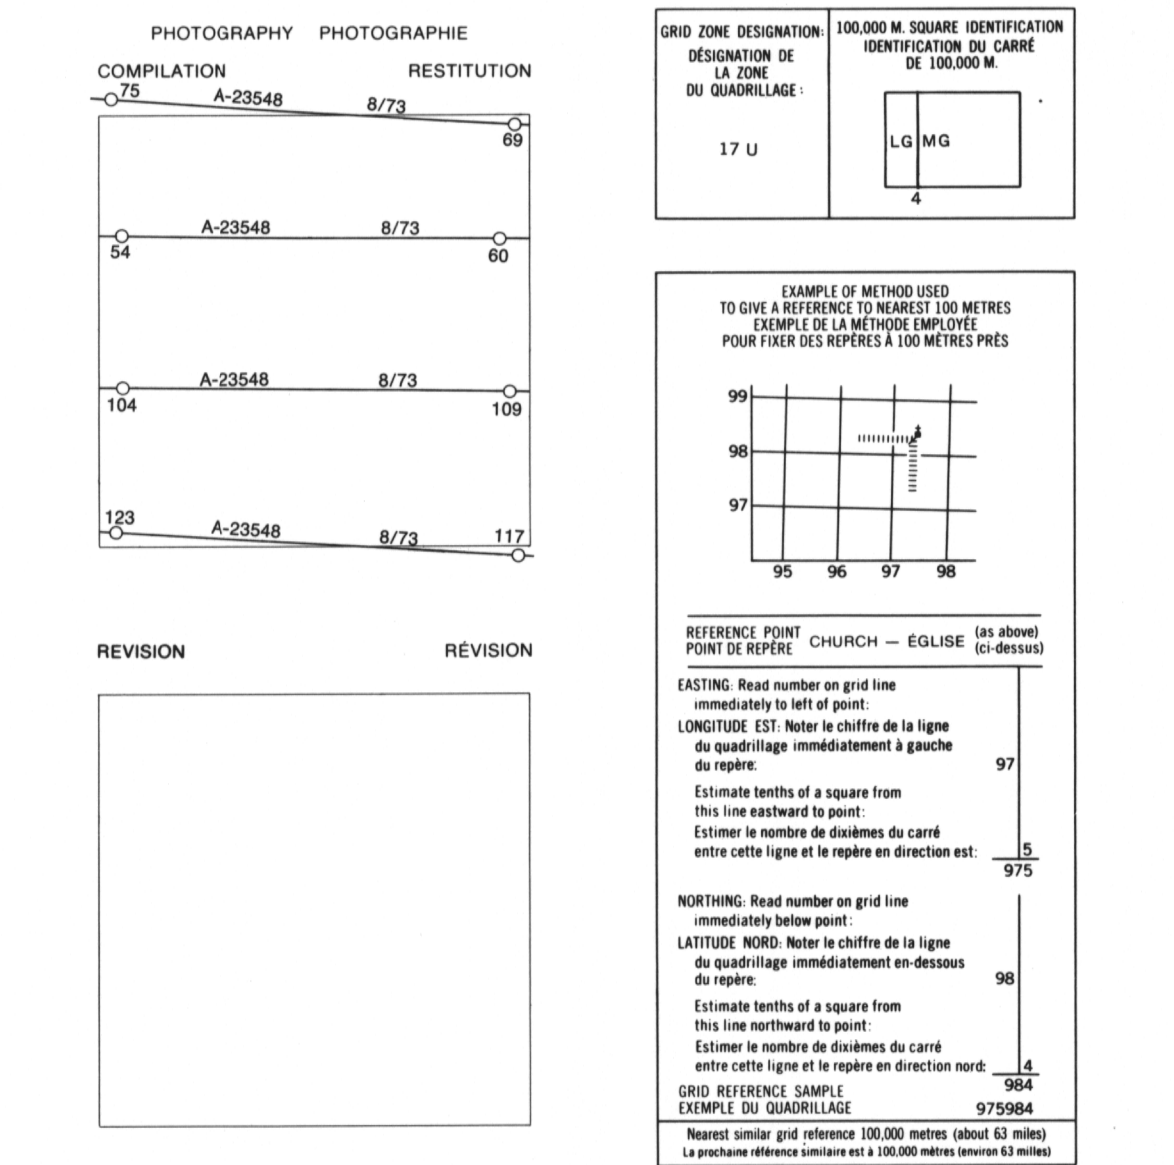 PHOTOGRAPHY PHOTOGRAPHIE
COMPILATION RESTITUTION
75 A-23548 8/73 69
54 A-23548 8/73 60
104 A-23548 8/73 109
123 A-23548 8/73 117
REVISION RÉVISION
GRID ZONE DESIGNATION:
DÉSIGNATION DE
LA ZONE
DU QUADRILLAGE:
17 U
100,000 M. SQUARE IDENTIFICATION
IDENTIFICATION DU CARRÉ
DE 100,000 M.
LG MG
4
EXAMPLE OF METHOD USED
TO GIVE A REFERENCE TO NEAREST 100 METRES
EXEMPLE DE LA MÉTHODE EMPLOYÉE
POUR FIXER DES REPÈRES À 100 MÈTRES PRÈS
99
98
97
95 96 97 98
REFERENCE POINT
POINT DE REPÈRE
CHURCH — ÉGLISE
(as above)
(ci-dessus)
EASTING: Read number on grid line
immediately to left of point:
LONGITUDE EST: Noter le chiffre de la ligne
du quadrillage immédiatement à gauche
du repère: 97
Estimate tenths of a square from
this line eastward to point:
Estimer le nombre de dixièmes du carré
entre cette ligne et le repère en direction est: 5
975
NORTHING: Read number on grid line
immediately below point:
LATITUDE NORD: Noter le chiffre de la ligne
du quadrillage immédiatement en-dessous
du repère: 98
Estimate tenths of a square from
this line northward to point:
Estimer le nombre de dixièmes du carré
entre cette ligne et le repère en direction nord: 4
984
GRID REFERENCE SAMPLE
EXEMPLE DU QUADRILLAGE 975984
Nearest similar grid reference 100,000 metres (about 63 miles)
La prochaine référence similaire est à 100,000 mètres (environ 63 milles)